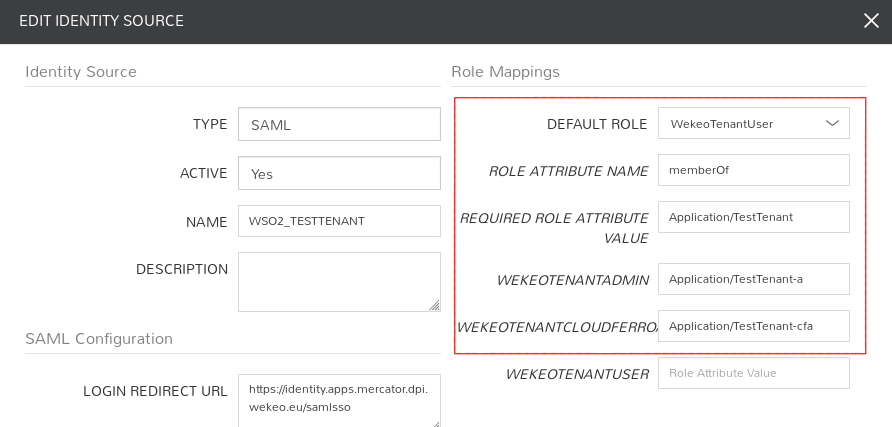 EDIT IDENTITY SOURCE
Identity Source
TYPE SAML
ACTIVE Yes
NAME WSO2_TESTTENANT
DESCRIPTION
SAML Configuration
LOGIN REDIRECT URL https://identity.apps.mercator.dpi.
wekeo.eu/samlsso
Role Mappings
DEFAULT ROLE WekeoTenantUser
ROLE ATTRIBUTE NAME memberOf
REQUIRED ROLE ATTRIBUTE Application/TestTenant
VALUE
WEKEOTENANTADMIN Application/TestTenant-a
WEKEOTENANTCLOUDFERROA Application/TestTenant-cfa
WEKEOTENANTUSER Role Attribute Value